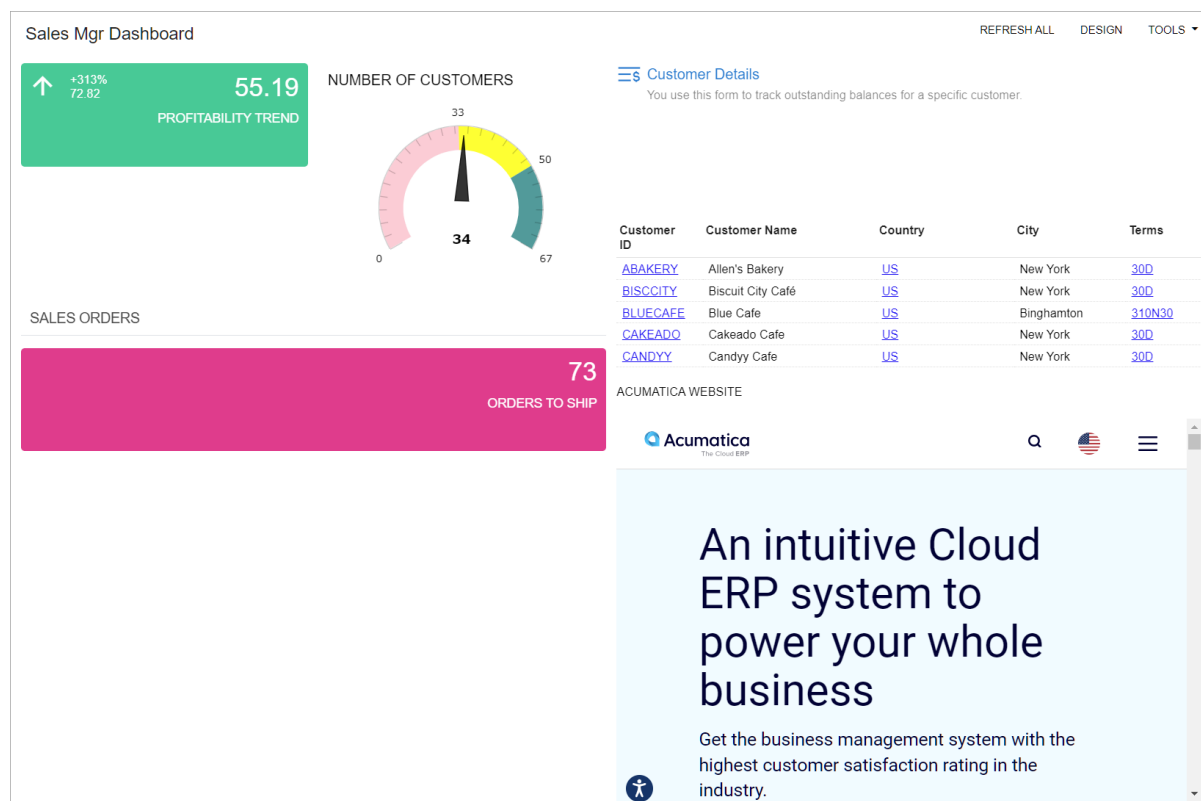 Sales Mgr Dashboard
REFRESH ALL DESIGN TOOLS
+313%
72.82
55.19
PROFITABILITY TREND
NUMBER OF CUSTOMERS
33
50
34
0
67
SALES ORDERS
73
ORDERS TO SHIP
$ Customer Details
You use this form to track outstanding balances for a specific customer.
Customer ID Customer Name Country City Terms
ABAKERY Allen's Bakery US New York 30D
BISCCITY Biscuit City Café US New York 30D
BLUECAFE Blue Cafe US Binghamton 310N30
CAKEADO Cakeado Cafe US New York 30D
CANDYY Candyy Cafe US New York 30D
ACUMATICA WEBSITE
Acumatica
The Cloud ERP
An intuitive Cloud
ERP system to
power your whole
business
Get the business management system with the
highest customer satisfaction rating in the
industry.